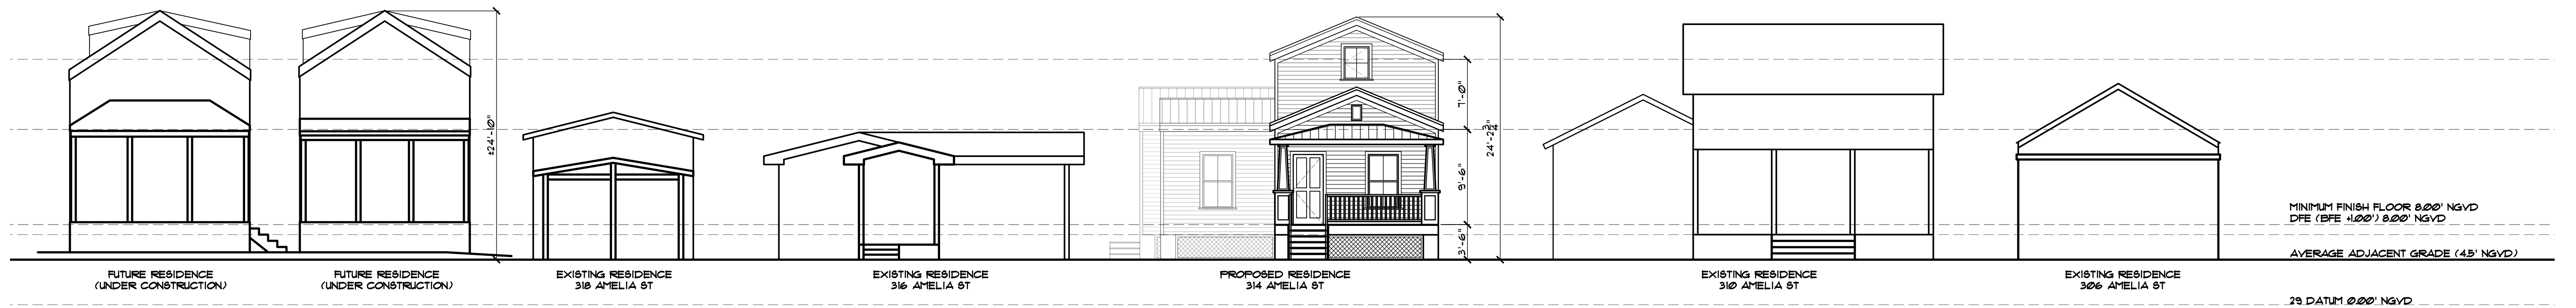 ±24'-10"
7'-0"
9'-6"
3'-6"
MINIMUM FINISH FLOOR 8.00' NGVD
DFE (BFE +1.00') 8.00' NGVD
AVERAGE ADJACENT GRADE (4.5' NGVD)
FUTURE RESIDENCE
(UNDER CONSTRUCTION)
FUTURE RESIDENCE
(UNDER CONSTRUCTION)
EXISTING RESIDENCE
318 AMELIA ST
EXISTING RESIDENCE
316 AMELIA ST
PROPOSED RESIDENCE
314 AMELIA ST
EXISTING RESIDENCE
310 AMELIA ST
EXISTING RESIDENCE
306 AMELIA ST
29 DATUM 0.00' NGVD